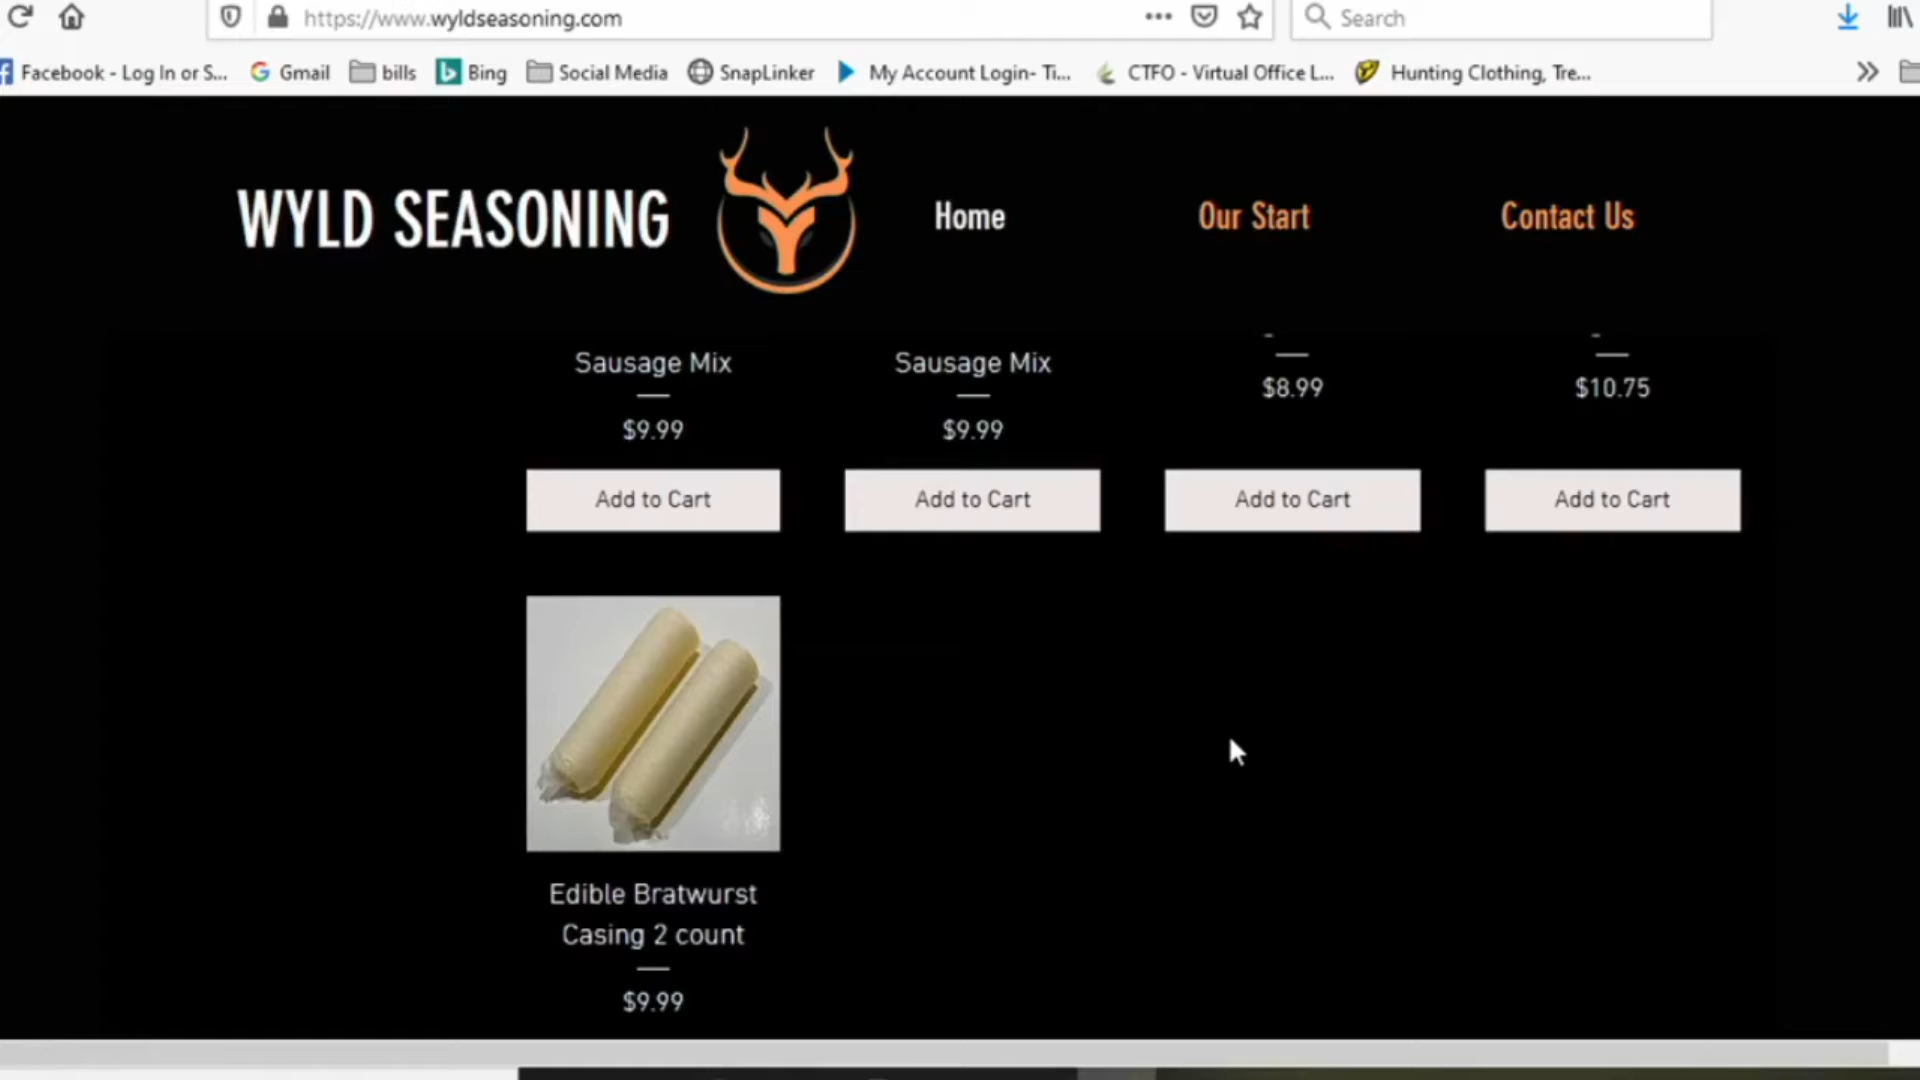 https://www.wyldseasoning.com
Search
Facebook - Log In or S...
Gmail
bills
Bing
Social Media
SnapLinker
My Account Login- Ti...
CTFO - Virtual Office L...
Hunting Clothing, Tre...
WYLD SEASONING
Home
Our Start
Contact Us
Sausage Mix
$9.99
Add to Cart
Sausage Mix
$9.99
Add to Cart
$8.99
Add to Cart
$10.75
Add to Cart
Edible Bratwurst
Casing 2 count
$9.99